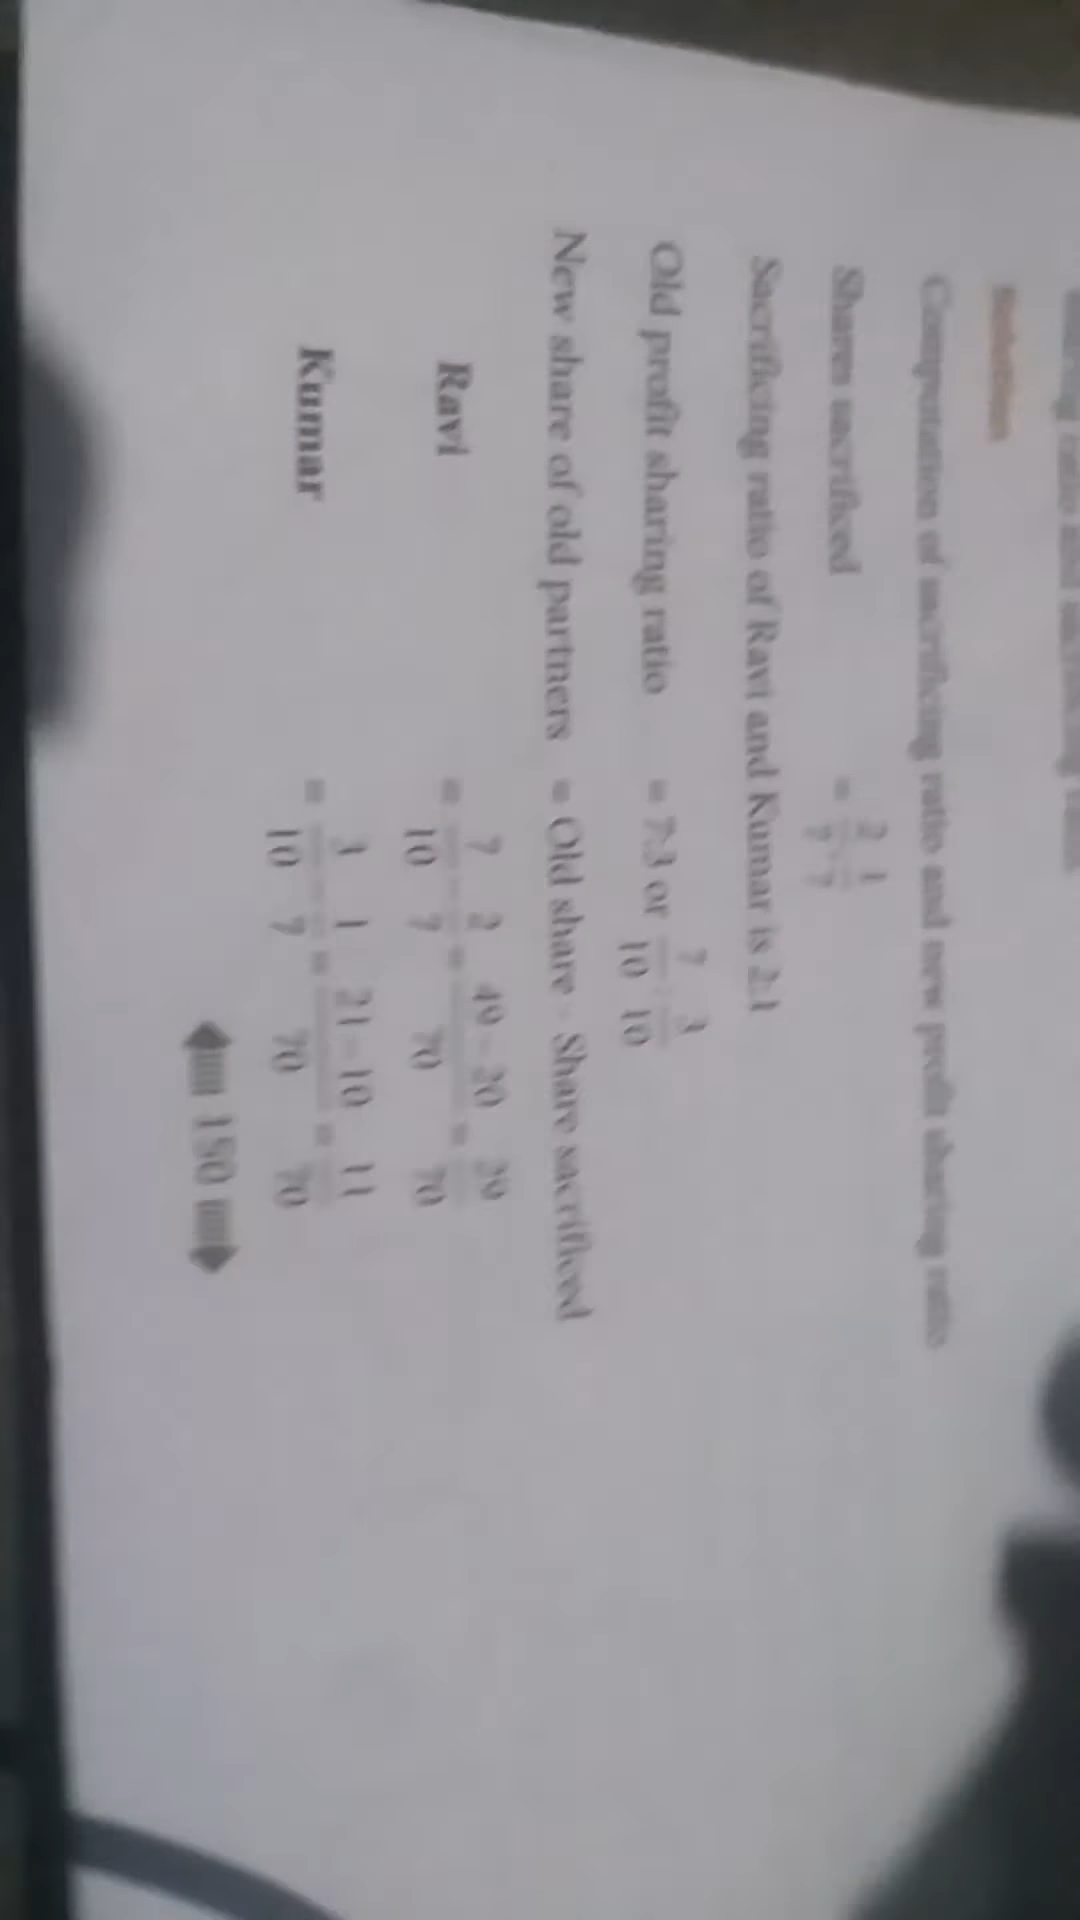 Solution
Computation of sacrificing ratio and new profit sharing ratio
Shares sacrificed = 2/7 : 1/7
Sacrificing ratio of Ravi and Kumar is 2:1
Old profit sharing ratio = 7:3 or 7/10 : 3/10
New share of old partners = Old share - Share sacrificed
Ravi = 7/10 - 2/7 = 49 - 20/70 = 29/70
Kumar = 3/10 - 1/7 = 21 - 10/70 = 11/70
150